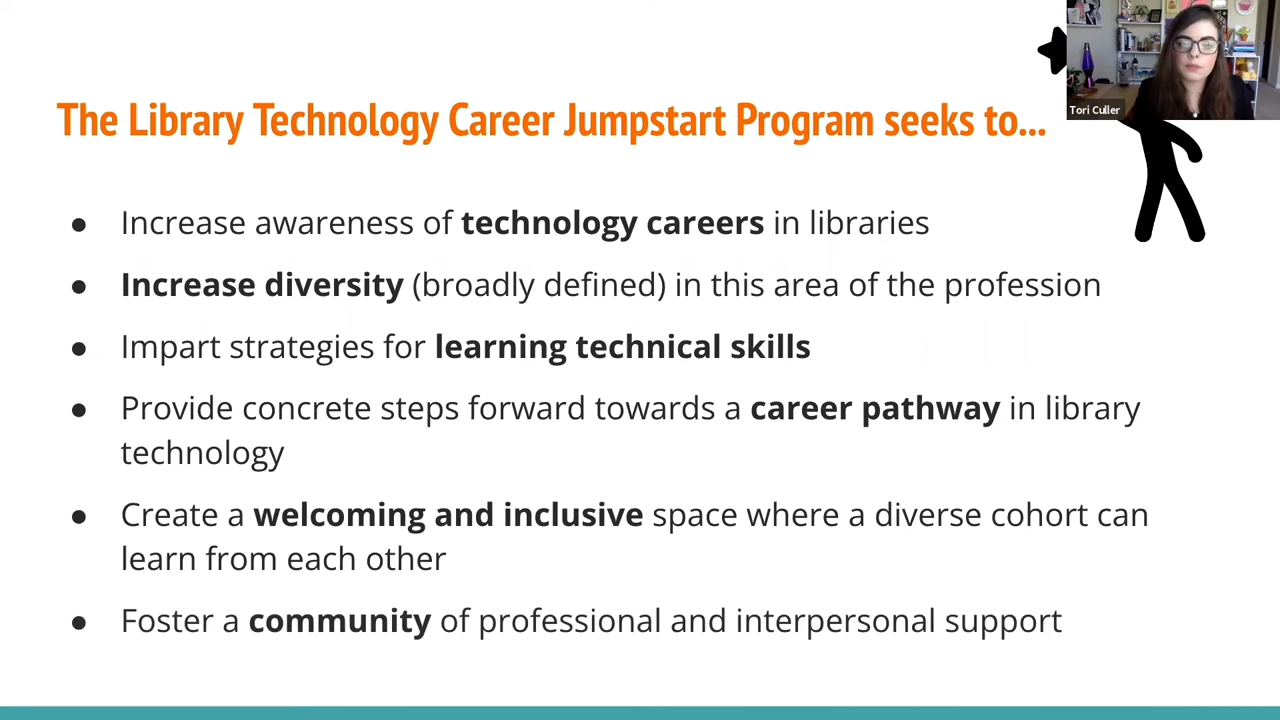 Tori Culler
The Library Technology Career Jumpstart Program seeks to...
● Increase awareness of technology careers in libraries
● Increase diversity (broadly defined) in this area of the profession
● Impart strategies for learning technical skills
● Provide concrete steps forward towards a career pathway in library
technology
● Create a welcoming and inclusive space where a diverse cohort can
learn from each other
● Foster a community of professional and interpersonal support